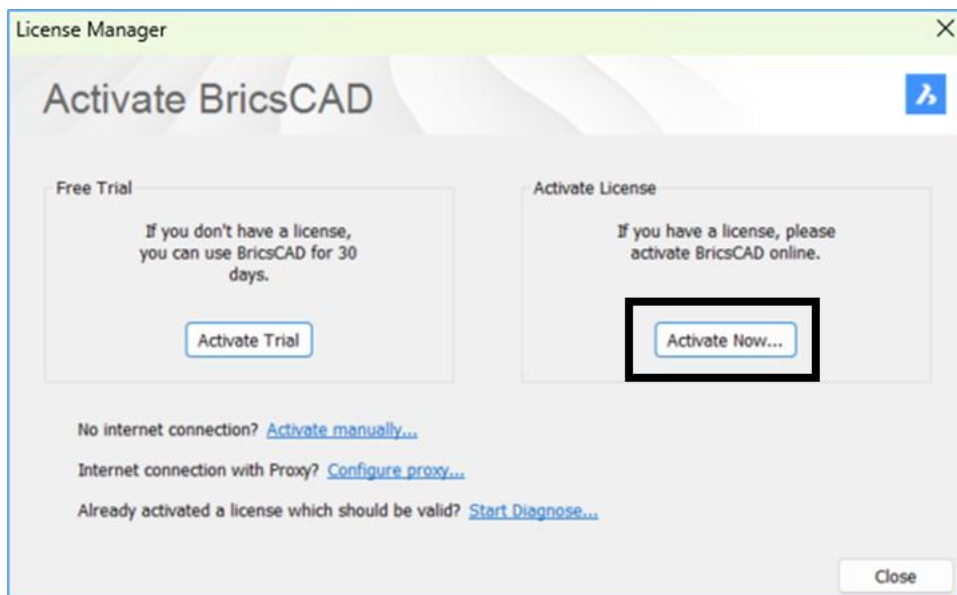 License Manager
Activate BricsCAD
Free Trial
If you don't have a license,
you can use BricsCAD for 30
days.
Activate Trial
Activate License
If you have a license, please
activate BricsCAD online.
Activate Now...
No internet connection? Activate manually...
Internet connection with Proxy? Configure proxy...
Already activated a license which should be valid? Start Diagnose...
Close